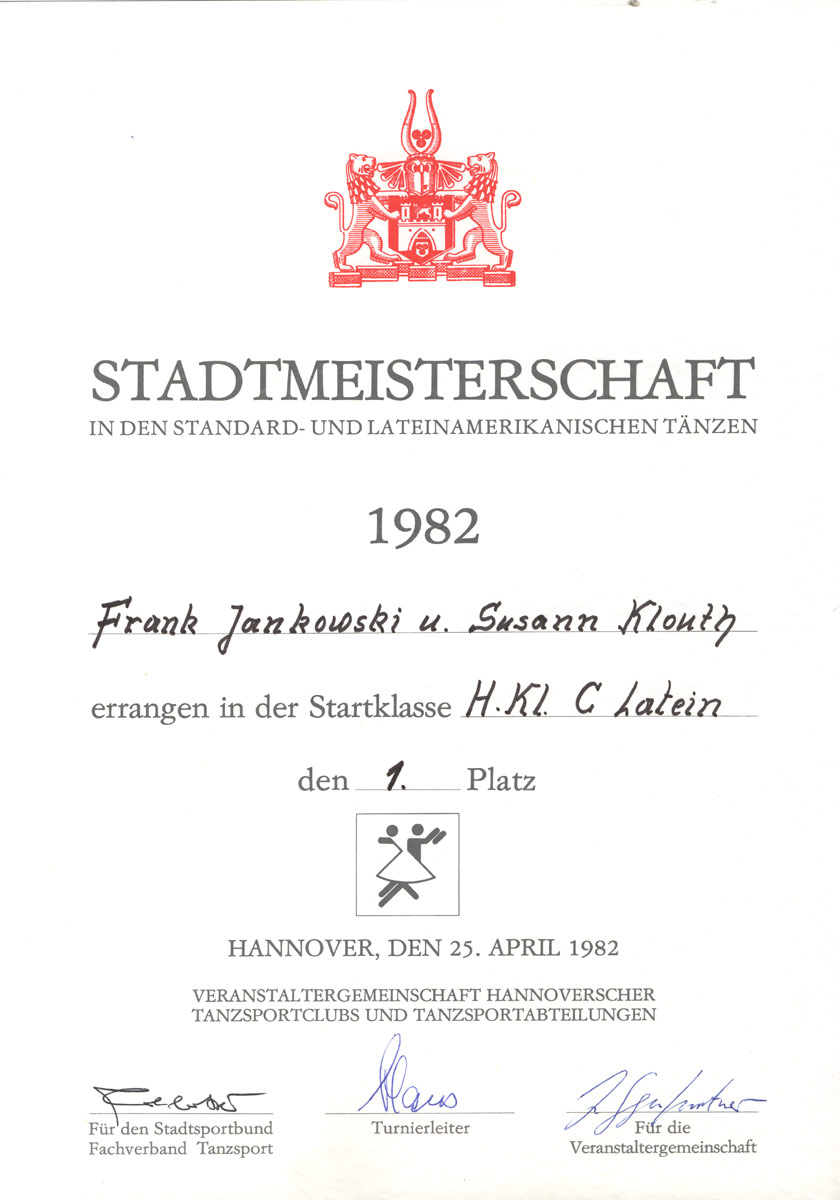 STADTMEISTERSCHAFT
IN DEN STANDARD- UND LATEINAMERIKANISCHEN TÄNZEN
1982
Frank Jankowski u. Susann Klouth
errangen in der Startklasse H.Kl. C Latein
den 1. Platz
HANNOVER, DEN 25. APRIL 1982
VERANSTALTERGEMEINSCHAFT HANNOVERSCHER
TANZSPORTCLUBS UND TANZSPORTABTEILUNGEN
Für den Stadtsportbund
Fachverband Tanzsport
Turnierleiter
Für die
Veranstaltergemeinschaft